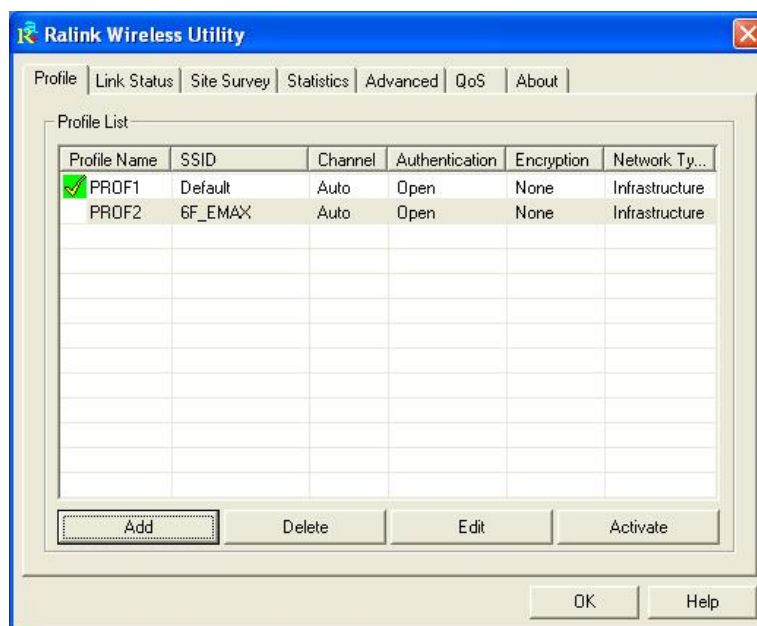 Ralink Wireless Utility
Profile Link Status Site Survey Statistics Advanced QoS About
Profile List
Profile Name SSID Channel Authentication Encryption Network Ty...
PROF1 Default Auto Open None Infrastructure
PROF2 6F_EMAX Auto Open None Infrastructure
Add Delete Edit Activate
OK Help